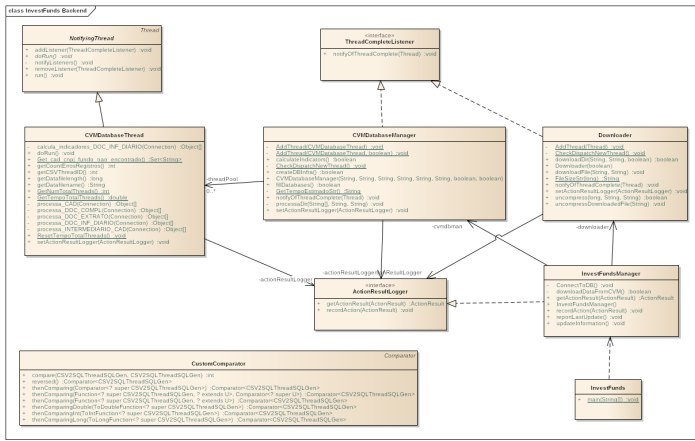 class InvestFunds Backend
Thread
NotifyingThread
+ addListener(ThreadCompleteListener) :void
+ doRun() :void
- notifyListeners() :void
+ removeListener(ThreadCompleteListener) :void
+ run() :void
«interface»
ThreadCompleteListener
+ notifyOfThreadComplete(Thread) :void
CVMDatabaseThread
- calcula_indicadores_DOC_INF_DIARIO(Connection) :Object[]
+ doRun() :void
+ Get_cad_cnpj_fundo_nao_encontrado() :Set<String>
+ getCountErrosRegistros() :int
+ getCSVThreadID() :int
+ getDatafilelength() :long
+ getDatafilename() :String
+ GetNumTotalThreads() :int
+ GetTempoTotalThreads() :double
- processa_CAD(Connection) :Object[]
- processa_DOC_COMPL(Connection) :Object[]
- processa_DOC_EXTRATO(Connection) :Object[]
- processa_DOC_INF_DIARIO(Connection) :Object[]
- processa_INTERMEDIARIO_CAD(Connection) :Object[]
+ ResetTempoTotalThreads() :void
+ setActionResultLogger(ActionResultLogger) :void
CVMDatabaseManager
- AddThread(CVMDatabaseThread) :void
- CheckDispatchNewThread() :void
+ calculateIndicators() :boolean
+ createDBInfra() :boolean
+ CVMDatabaseManager(String, String, String, String, String, boolean, boolean)
+ fillDatabases() :boolean
+ GetTempoExpiradoSs() :String
+ notifyOfThreadComplete(Thread) :void
- processaDir(String[], String, String) :void
+ setActionResultLogger(ActionResultLogger) :void
Downloader
- AddThread(Thread) :void
- CheckDispatchNewThread() :void
+ downloadDir(String, String, boolean) :boolean
+ Downloader(boolean)
+ downloadFile(String, String) :void
+ FileSizeStr(long) :String
+ notifyOfThreadComplete(Thread) :void
+ setActionResultLogger(ActionResultLogger) :void
+ uncompress(long, String, String) :boolean
+ uncompressDownloadedFile(String) :void
-threadPool
0..*
-cvmdbman
-downloader
-actionResultLogger
-actionResultLogger
«interface»
ActionResultLogger
+ getActionResult(ActionResult) :ActionResult
+ recordAction(ActionResult) :void
InvestFundsManager
- ConnectToDB() :void
- downloadDataFromCVM() :boolean
+ getActionResult(ActionResult) :ActionResult
+ InvestFundsManager()
+ recordAction(ActionResult) :void
+ reportLastUpdate() :void
+ updateInformation() :void
Comparator
CustomComparator
+ compare(CSV2SQLThreadSQLGen, CSV2SQLThreadSQLGen) :int
+ reversed() :Comparator<CSV2SQLThreadSQLGen>
+ thenComparing(Comparator<? super CSV2SQLThreadSQLGen>) :Comparator<CSV2SQLThreadSQLGen>
+ thenComparing(Function<? super CSV2SQLThreadSQLGen, ? extends U>, Comparator<? super U>) :Comparator<CSV2SQLThreadSQLGen>
+ thenComparing(Function<? super CSV2SQLThreadSQLGen, ? extends U>) :Comparator<CSV2SQLThreadSQLGen>
+ thenComparingDouble(ToDoubleFunction<? super CSV2SQLThreadSQLGen>) :Comparator<CSV2SQLThreadSQLGen>
+ thenComparingInt(ToIntFunction<? super CSV2SQLThreadSQLGen>) :Comparator<CSV2SQLThreadSQLGen>
+ thenComparingLong(ToLongFunction<? super CSV2SQLThreadSQLGen>) :Comparator<CSV2SQLThreadSQLGen>
InvestFunds
+ main(String[]) :void